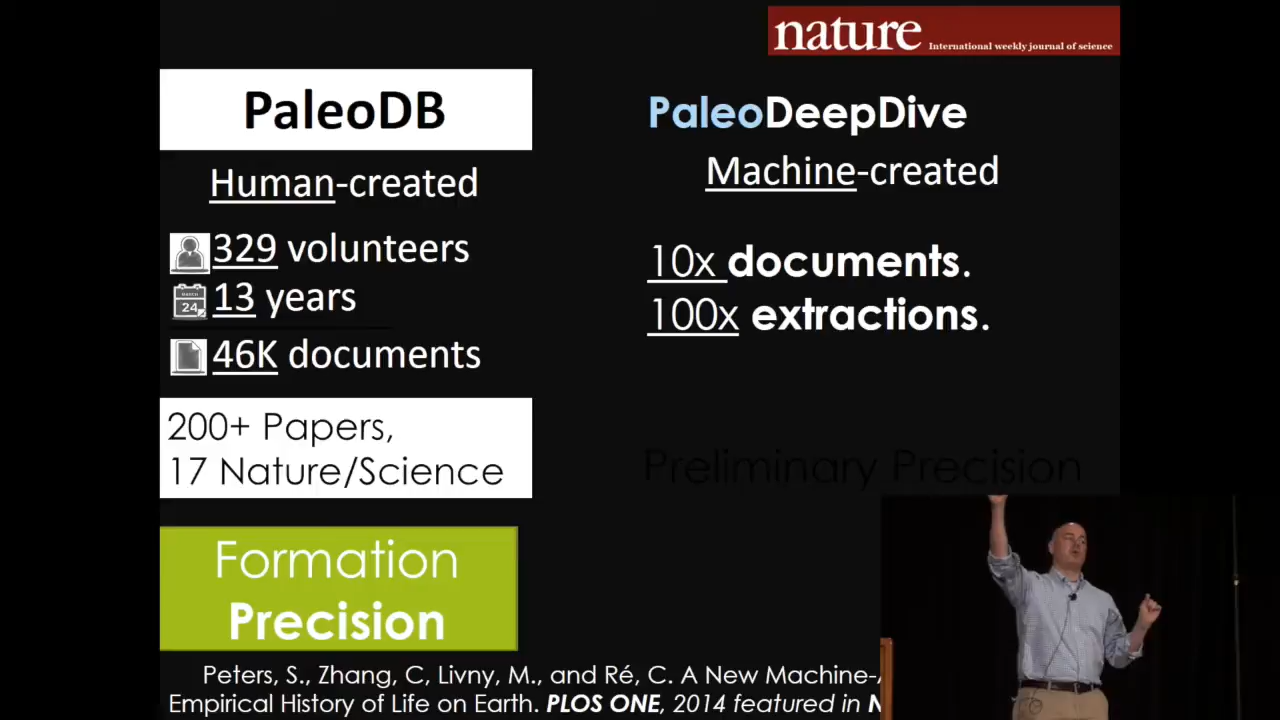 nature International weekly journal of science
PaleoDB
Human-created
329 volunteers
MARCH
24
13 years
46K documents
200+ Papers,
17 Nature/Science
Formation
Precision
PaleoDeepDive
Machine-created
10x documents.
100x extractions.
Preliminary Precision
Peters, S., Zhang, C, Livny, M., and Ré, C. A New Machine-
Empirical History of Life on Earth. PLOS ONE, 2014 featured in N